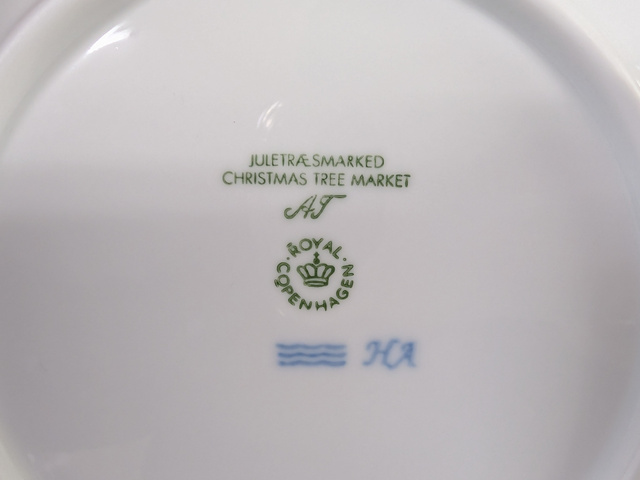 JULETRÆSMARKED
CHRISTMAS TREE MARKET
AT
ROYAL
COPENHAGEN
HA